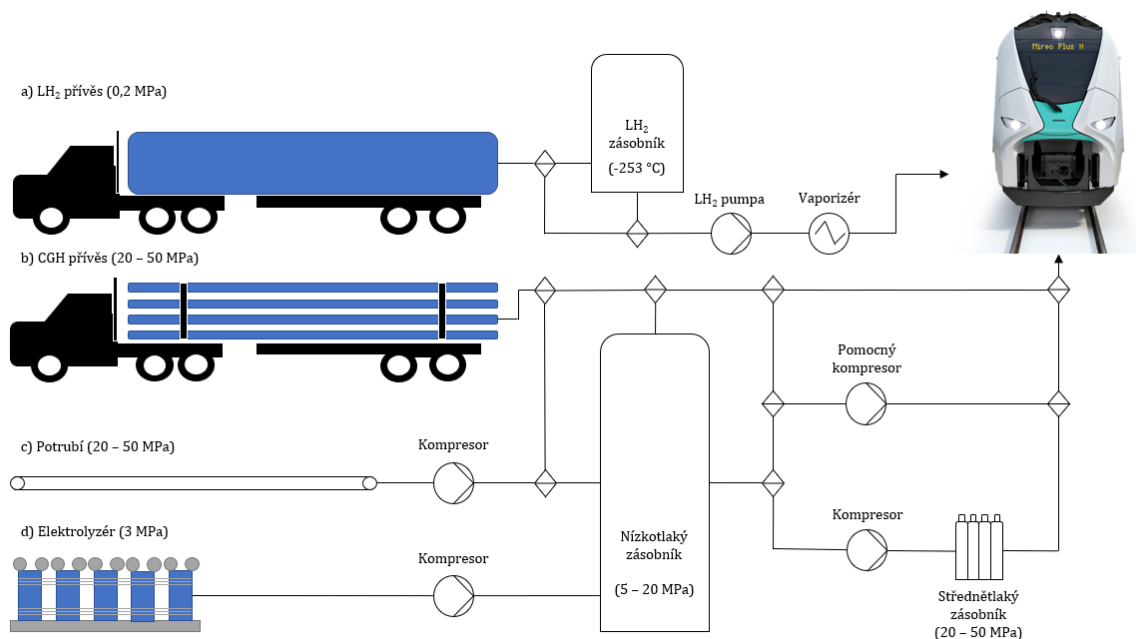 a) LH₂ přívěs (0,2 MPa)
LH₂
zásobník
(-253 °C)
Mireo Plus H
LH₂ pumpa
Vaporizér
b) CGH přívěs (20 – 50 MPa)
Pomocný
kompresor
c) Potrubí (20 – 50 MPa)
Kompresor
Kompresor
d) Elektrolyzér (3 MPa)
Kompresor
Nízkotlaký
zásobník
(5 – 20 MPa)
Střednětlaký
zásobník
(20 – 50 MPa)